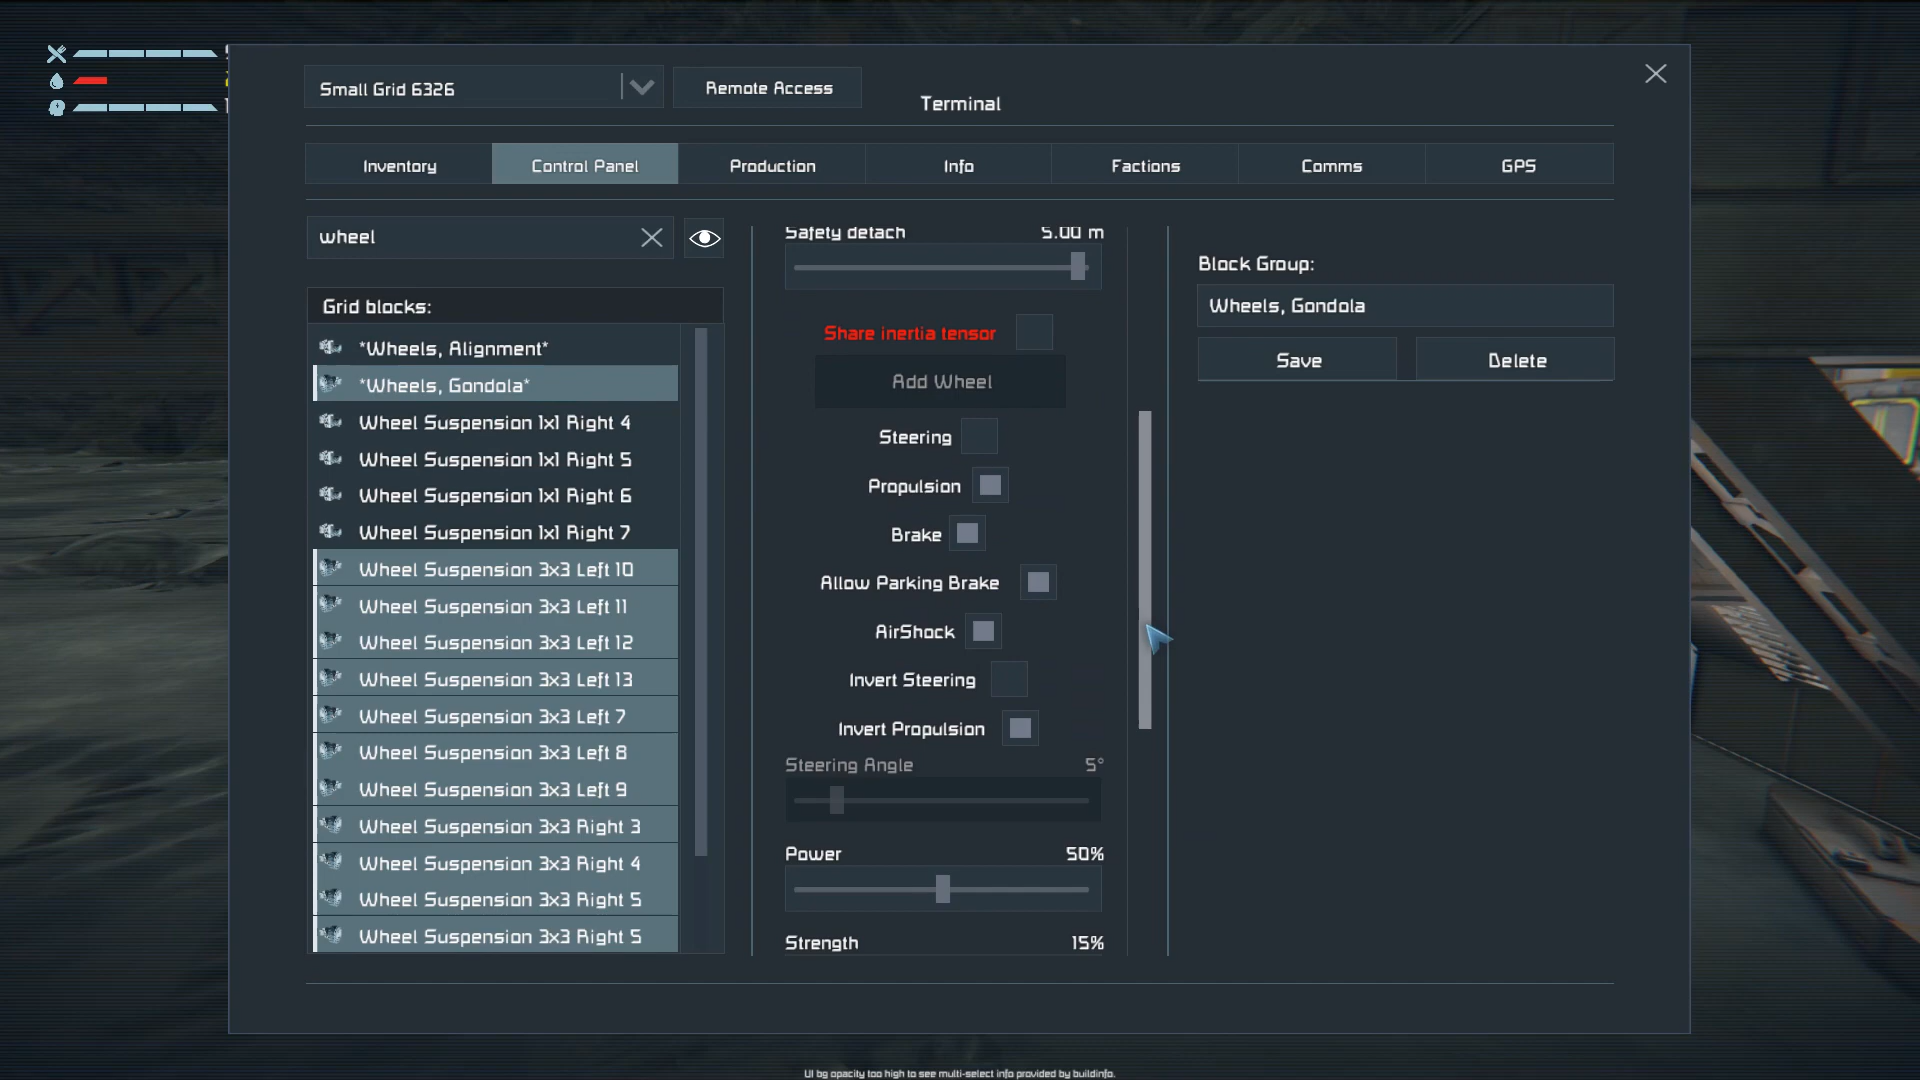 Small Grid 6326
Remote Access
Terminal
Inventory
Control Panel
Production
Info
Factions
Comms
GPS
wheel
Grid blocks:
*Wheels, Alignment*
*Wheels, Gondola*
Wheel Suspension 1x1 Right 4
Wheel Suspension 1x1 Right 5
Wheel Suspension 1x1 Right 6
Wheel Suspension 1x1 Right 7
Wheel Suspension 3x3 Left 10
Wheel Suspension 3x3 Left 11
Wheel Suspension 3x3 Left 12
Wheel Suspension 3x3 Left 13
Wheel Suspension 3x3 Left 7
Wheel Suspension 3x3 Left 8
Wheel Suspension 3x3 Left 9
Wheel Suspension 3x3 Right 3
Wheel Suspension 3x3 Right 4
Wheel Suspension 3x3 Right 5
Wheel Suspension 3x3 Right 5
Safety detach 5.00 m
Share inertia tensor
Add Wheel
Steering
Propulsion
Brake
Allow Parking Brake
AirShock
Invert Steering
Invert Propulsion
Steering Angle 5°
Power 50%
Strength 15%
Block Group:
Wheels, Gondola
Save
Delete
UI bg opacity too high to see multi-select info provided by buildinfo.